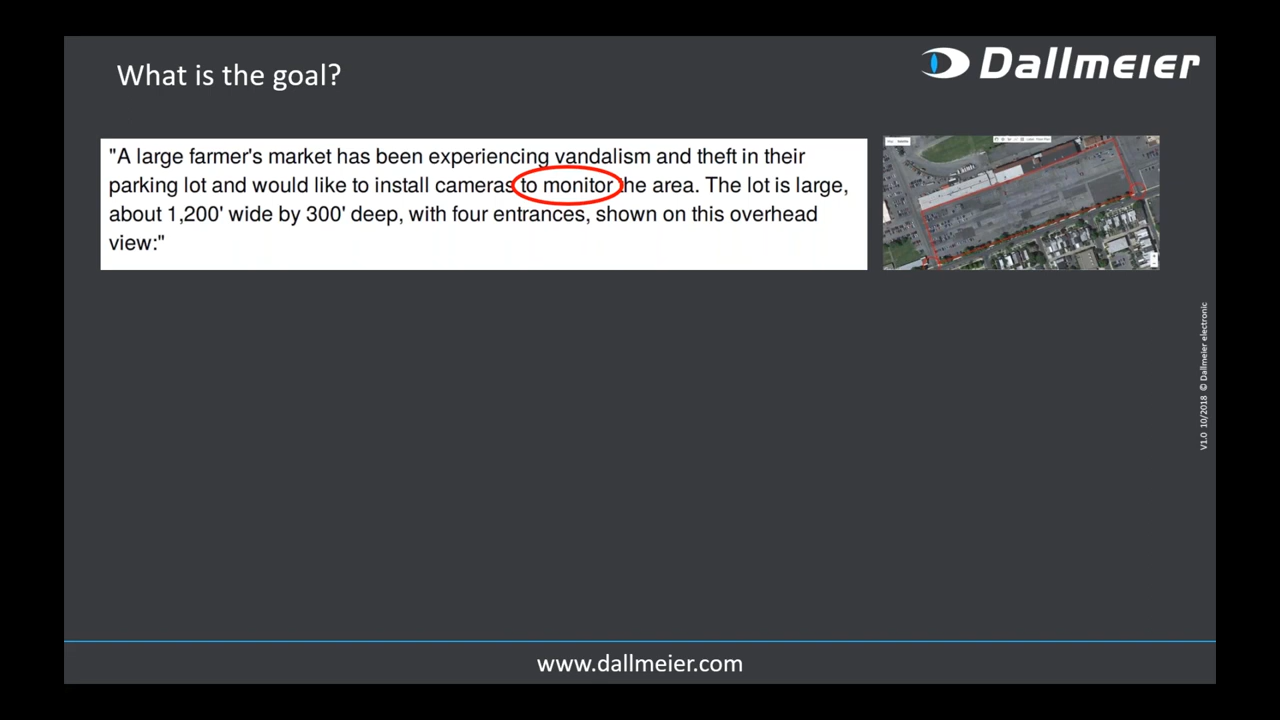 What is the goal?
Dallmeier
"A large farmer's market has been experiencing vandalism and theft in their
parking lot and would like to install cameras to monitor the area. The lot is large,
about 1,200' wide by 300' deep, with four entrances, shown on this overhead
view:"
V1.0 10/2018 © Dallmeier electronic
www.dallmeier.com